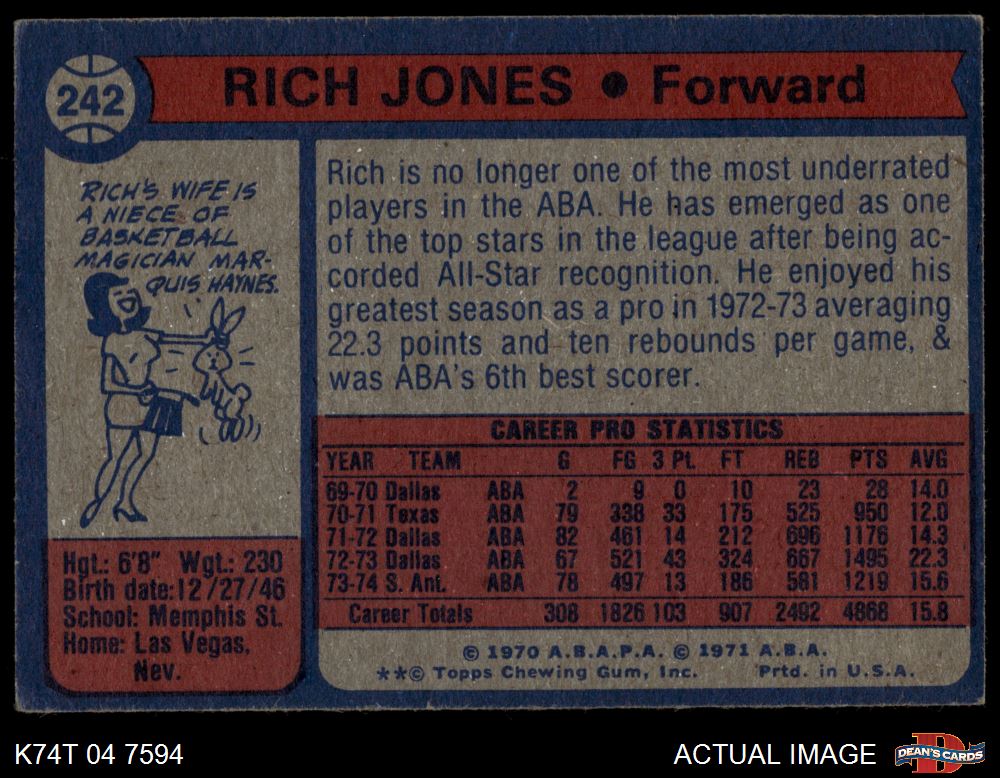 242
RICH JONES • Forward
RICH'S WIFE IS
A NIECE OF
BASKETBALL
MAGICIAN MAR-
QUIS HAYNES.
Rich is no longer one of the most underrated
players in the ABA. He has emerged as one
of the top stars in the league after being ac-
corded All-Star recognition. He enjoyed his
greatest season as a pro in 1972-73 averaging
22.3 points and ten rebounds per game, &
was ABA's 6th best scorer.
Hgt.: 6'8" Wgt.: 230
Birth date: 12/27/46
School: Memphis St.
Home: Las Vegas,
Nev.
CAREER PRO STATISTICS
YEAR TEAM G FG 3 Pt. FT REB PTS AVG
69-70 Dallas ABA 2 9 0 10 23 28 14.0
70-71 Texas ABA 79 338 33 175 525 950 12.0
71-72 Dallas ABA 82 461 14 212 696 1176 14.3
72-73 Dallas ABA 67 521 43 324 667 1495 22.3
73-74 S. Ant. ABA 78 497 13 186 581 1219 15.6
Career Totals 308 1826 103 907 2492 4868 15.8
© 1970 A.B.A.P.A. © 1971 A.B.A.
**© Topps Chewing Gum, Inc. Prtd. in U.S.A.
K74T 04 7594
ACTUAL IMAGE
DEAN'S CARDS